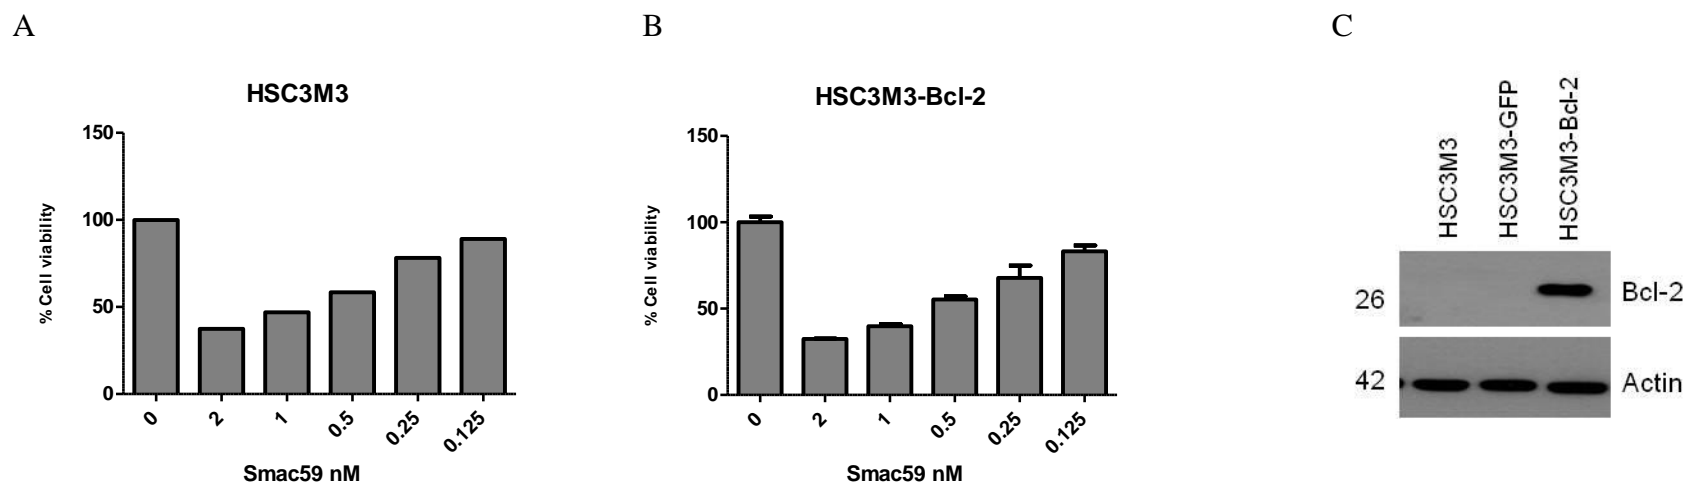 A
HSC3M3
150
100
50
0
% Cell viability
0
2
1
0.5
0.25
0.125
Smac59 nM
B
HSC3M3-Bcl-2
150
100
50
0
% Cell viability
0
2
1
0.5
0.25
0.125
Smac59 nM
C
HSC3M3
HSC3M3-GFP
HSC3M3-Bcl-2
26
Bcl-2
42
Actin